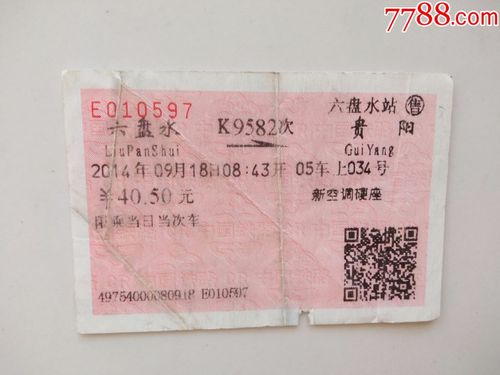 7788.com
E010597
六盘水站 售
六盘水 K9582次 贵阳
LiuPanShui GuiYang
2014年09月18日08:43开 05车上034号
¥40.50元 新空调硬座
限乘当日当次车
49754000080918 E010597